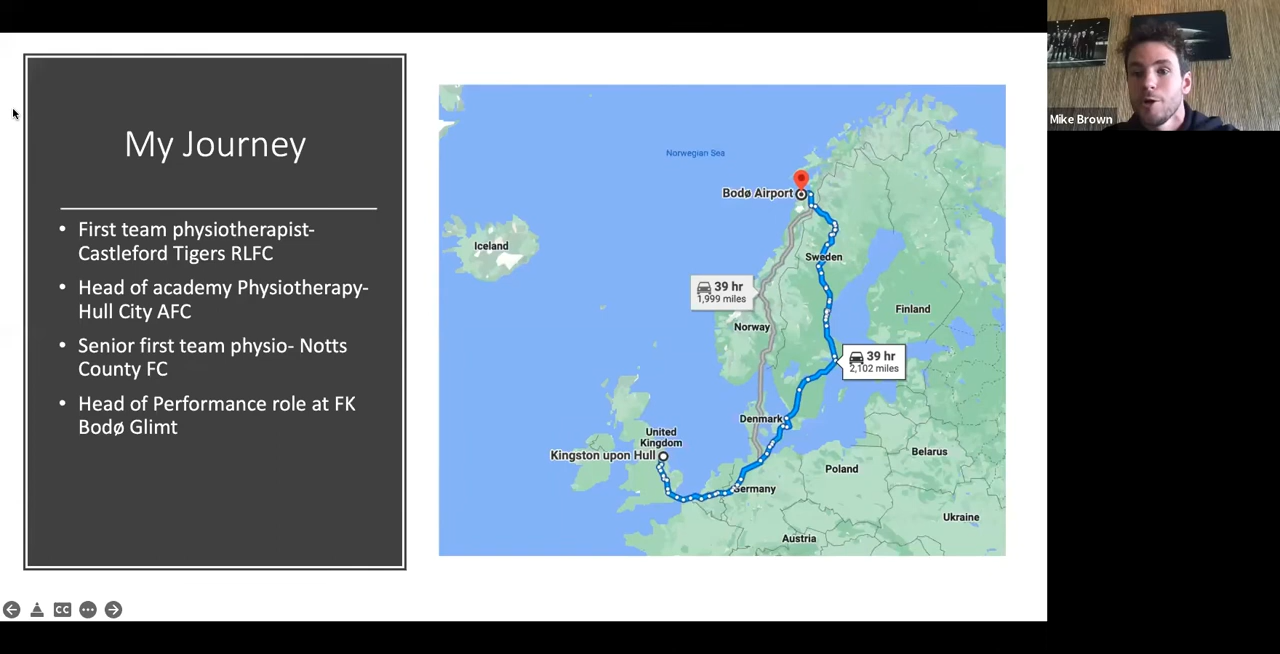 My Journey
• First team physiotherapist-
Castleford Tigers RLFC
• Head of academy Physiotherapy-
Hull City AFC
• Senior first team physio- Notts
County FC
• Head of Performance role at FK
Bodø Glimt
Norwegian Sea
Bodø Airport
Iceland
Sweden
39 hr
1,999 miles
Finland
Norway
39 hr
2,102 miles
Denmark
United
Kingdom
Kingston upon Hull
Belarus
Poland
Germany
Ukraine
Austria
Mike Brown
CC